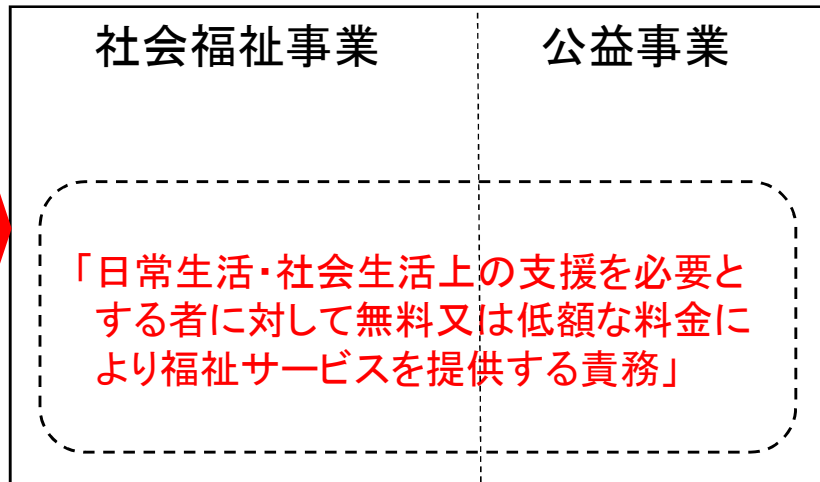 社会福祉事業
公益事業
「日常生活・社会生活上の支援を必要と
する者に対して無料又は低額な料金に
より福祉サービスを提供する責務」